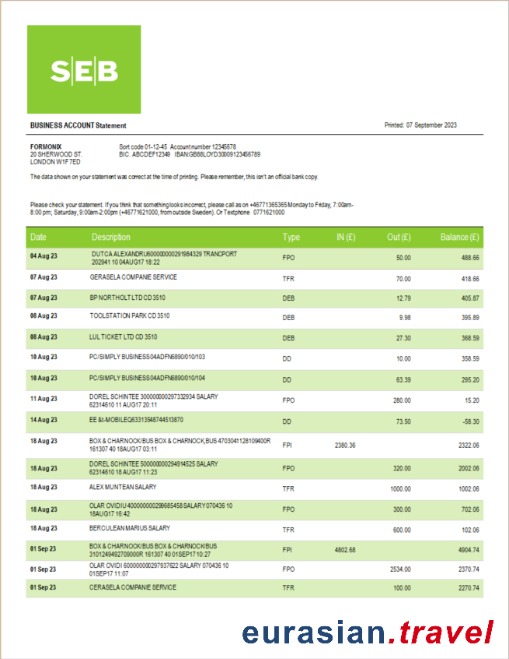 S|E|B
BUSINESS ACCOUNT Statement
Printed: 07 September 2023
FORMONIX
20 SHERWOOD ST.
LONDON W1F7ED
Sort code 01-12-45 Account number 12345678
BIC: ABCDEF12349 IBAN:GB88LOYD30009123456789
The data shown on your statement was correct at the time of printing. Please remember, this isn't an official bank copy.
Please check your statement. If you think that something looks incorrect, please call as on +46771365365 Monday to Friday, 7:00am-
8:00 pm; Saturday, 9:00am-2:00pm (+46771621000, from outside Sweden). Or Textphone 0771621000
Date Description Type IN (£) Out (£) Balance (£)
04 Aug 23 DUTCA ALEXANDRU6000000000291984329 TRANCPORT FPO 50.00 488.66
202941 10 04AUG17 18:22
07 Aug 23 GERASELA COMPANIE SERVICE TFR 70.00 418.66
07 Aug 23 BP NORTHOLT LTD CD 3510 DEB 12.79 405.87
08 Aug 23 TOOLSTATION PARK CD 3510 DEB 9.98 395.89
08 Aug 23 LUL TICKET LTD CD 3510 DEB 27.30 368.59
10 Aug 23 PC/SIMPLY BUSINESS04ADFN6890/010/103 DD 10.00 358.59
10 Aug 23 PC/SIMPLY BUSINESS04ADFN6890/010/104 DD 63.39 295.20
11 Aug 23 DOREL SCHINTEE 300000000297332934 SALARY FPO 280.00 15.20
62314610 11 AUG17 20:11
14 Aug 23 EE &t-MOBILEQ63313548744513870 DD 73.50 -58.30
18 Aug 23 BOX & CHARNOCK/BUS BOX & CHARNOCK,BUS 4703041128109400R FPI 2380.36 2322.06
161307 40 18AUG17 03:11
18 Aug 23 DOREL SCHINTEE 500000000294914525 SALARY FPO 320.00 2002.06
62314610 18 AUG17 11:23
18 Aug 23 ALEX MUNTEAN SALARY TFR 1000.00 1002.06
18 Aug 23 OLAR OVIDIU 400000000299685458 SALARY 070436 10 FPO 300.00 702.06
18AUG17 16:42
18 Aug 23 BERCULEAN MARIUS SALARY TFR 600.00 102.06
01 Sep 23 BOX & CHARNOCK/BUS BOX & CHARNOCK/BUS FPI 4802.68 4904.74
3101249492709000R 161307 40 01SEP17 10:27
01 Sep 23 OLAR OVIDI 600000000297937622 SALARY 070436 10 FPO 2534.00 2370.74
01SEP17 11:07
01 Sep 23 CERASELA COMPANIE SERVICE TFR 100.00 2270.74
eurasian.travel